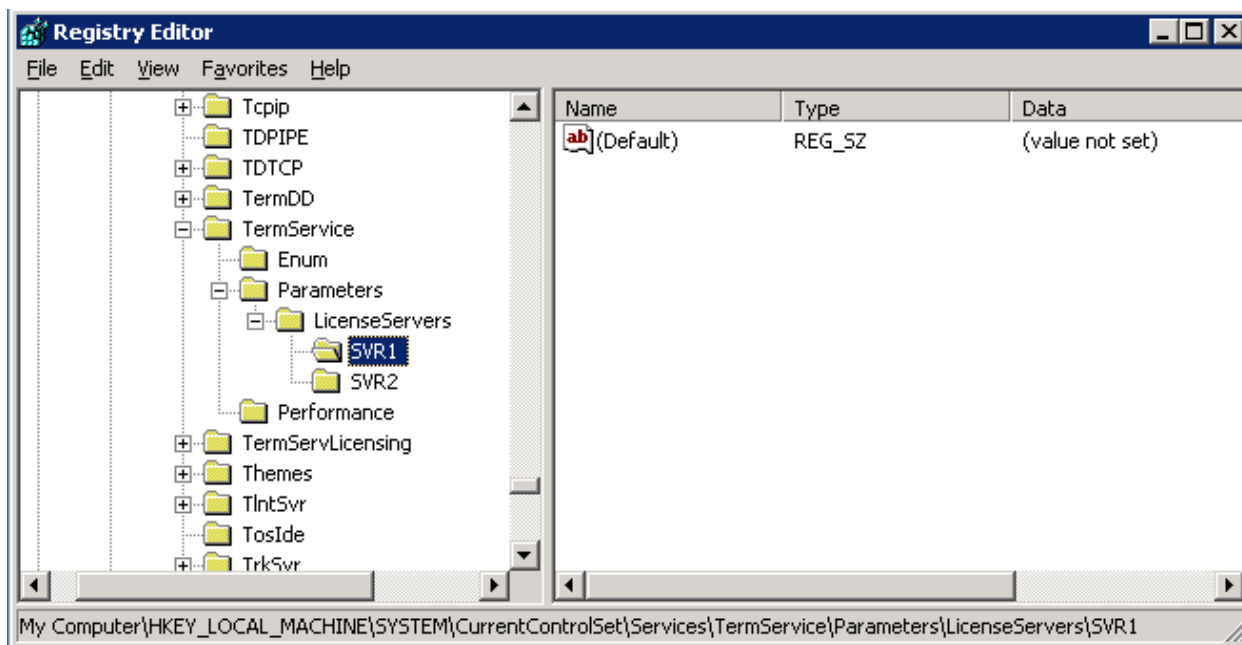 Registry Editor
File Edit View Favorites Help
Name Type Data
ab (Default) REG_SZ (value not set)
Tcpip
TDPIPE
TDTCP
TermDD
TermService
Enum
Parameters
LicenseServers
SVR1
SVR2
Performance
TermServLicensing
Themes
TlntSvr
TosIde
TrkSvr
My Computer\HKEY_LOCAL_MACHINE\SYSTEM\CurrentControlSet\Services\TermService\Parameters\LicenseServers\SVR1